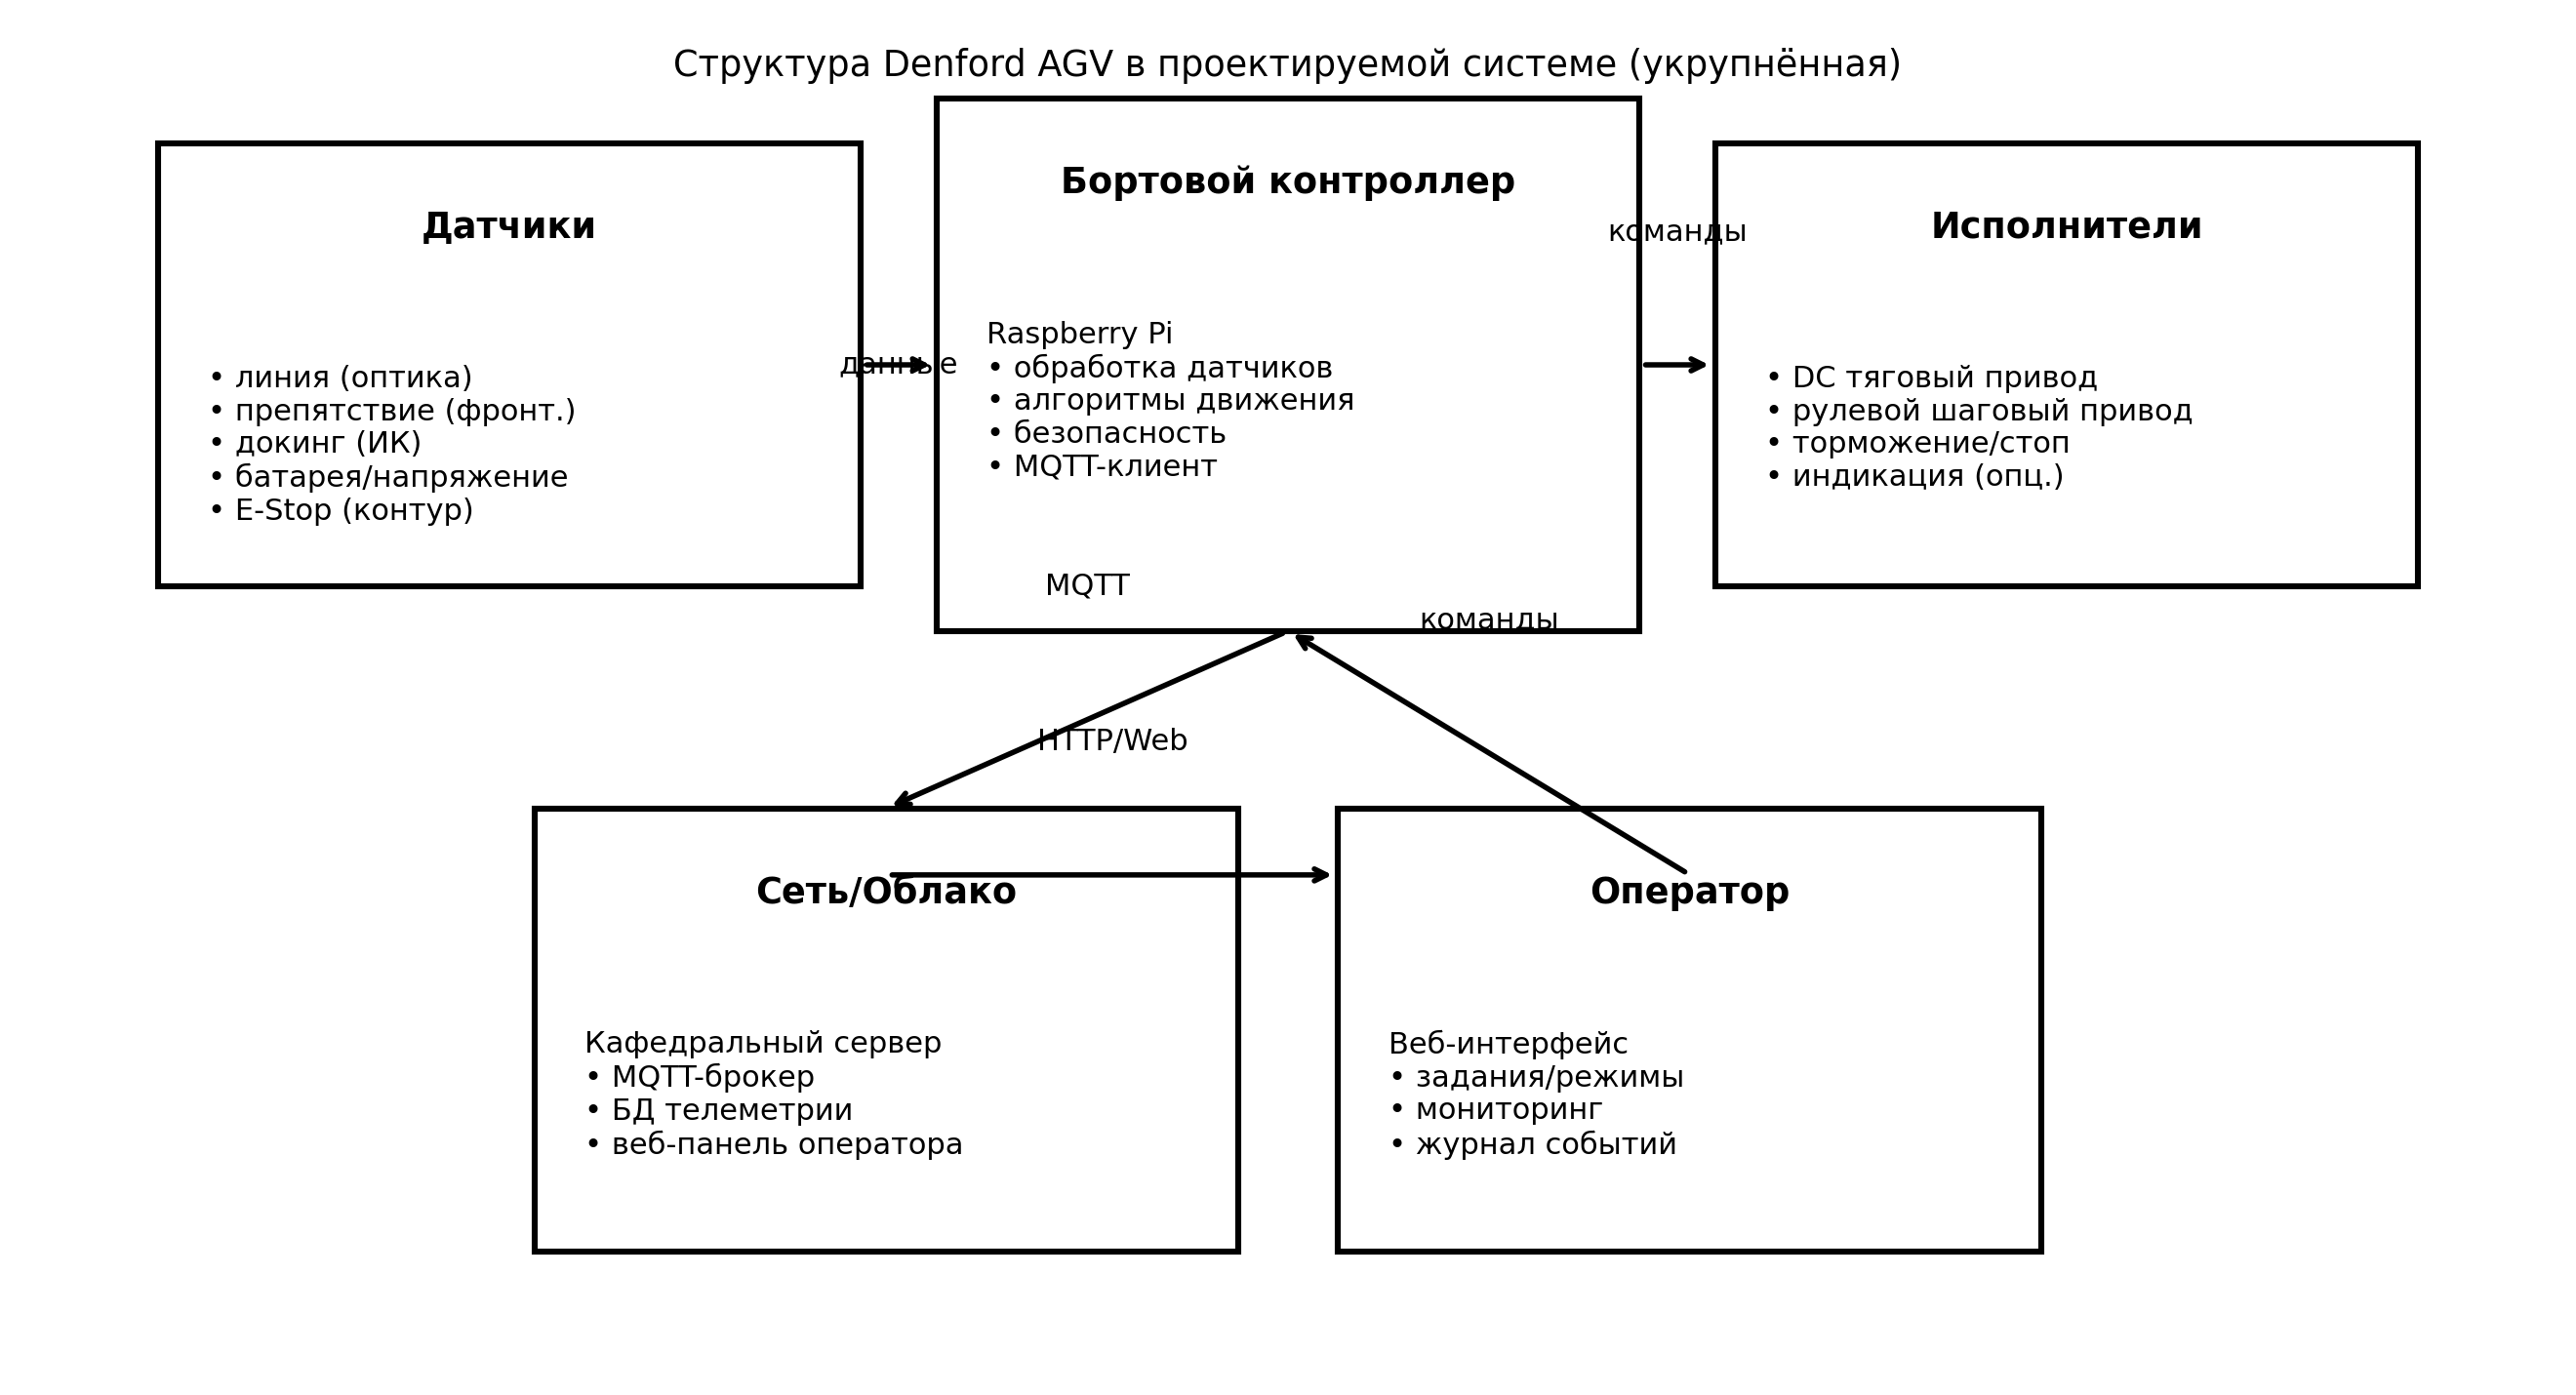 Структура Denford AGV в проектируемой системе (укрупнённая)
Датчики
• линия (оптика)
• препятствие (фронт.)
• докинг (ИК)
• батарея/напряжение
• E-Stop (контур)
данные
Бортовой контроллер
Raspberry Pi
• обработка датчиков
• алгоритмы движения
• безопасность
• MQTT-клиент
MQTT
команды
команды
Исполнители
• DC тяговый привод
• рулевой шаговый привод
• торможение/стоп
• индикация (опц.)
HTTP/Web
Сеть/Облако
Кафедральный сервер
• MQTT-брокер
• БД телеметрии
• веб-панель оператора
Оператор
Веб-интерфейс
• задания/режимы
• мониторинг
• журнал событий